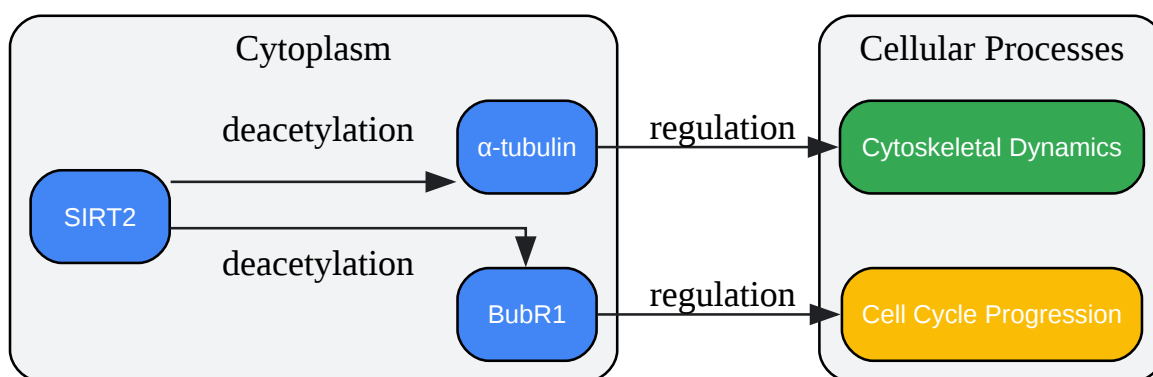 Cytoplasm
Cellular Processes
deacetylation
α-tubulin
regulation
Cytoskeletal Dynamics
SIRT2
deacetylation
BubR1
regulation
Cell Cycle Progression